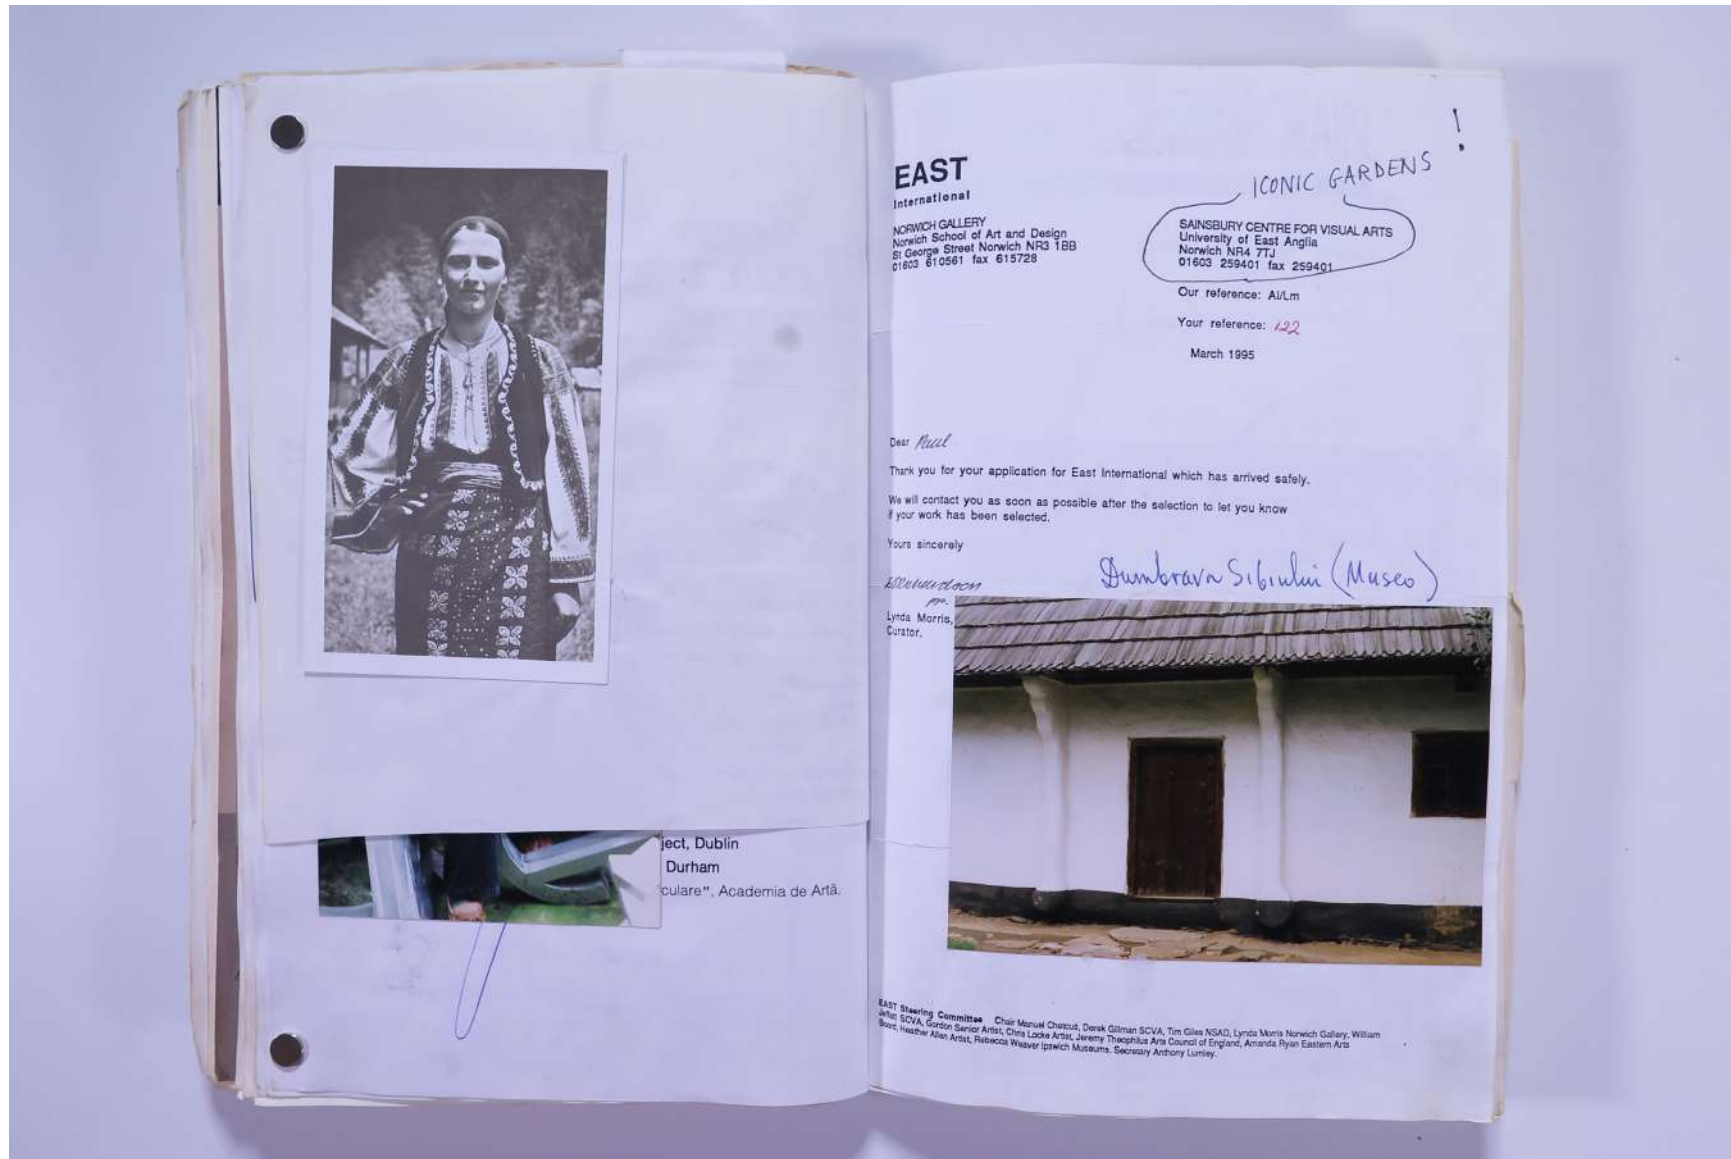 ject, Dublin
Durham
culare", Academia de Artă.
!
ICONIC GARDENS
EAST
International
NORWICH GALLERY
Norwich School of Art and Design
St George Street Norwich NR3 1BB
01603 610561 fax 615728
SAINSBURY CENTRE FOR VISUAL ARTS
University of East Anglia
Norwich NR4 7TJ
01603 259401 fax 259401
Our reference: AI/Lm
Your reference: 122
March 1995
Dear Paul
Thank you for your application for East International which has arrived safely.
We will contact you as soon as possible after the selection to let you know
if your work has been selected.
Yours sincerely
pp.
Lynda Morris,
Curator.
Dumbrava Sibiului (Museo)
EAST Steering Committee Chair Manuel Chetcuti, Derek Gillman SCVA, Tim Giles NSAD, Lynda Morris Norwich Gallery, William
Jeffett SCVA, Gordon Senior Artist, Chris Locke Artist, Jeremy Theophilus Arts Council of England, Amanda Ryan Eastern Arts
Board, Heather Allen Artist, Rebecca Weaver Ipswich Museums. Secretary Anthony Lumley.